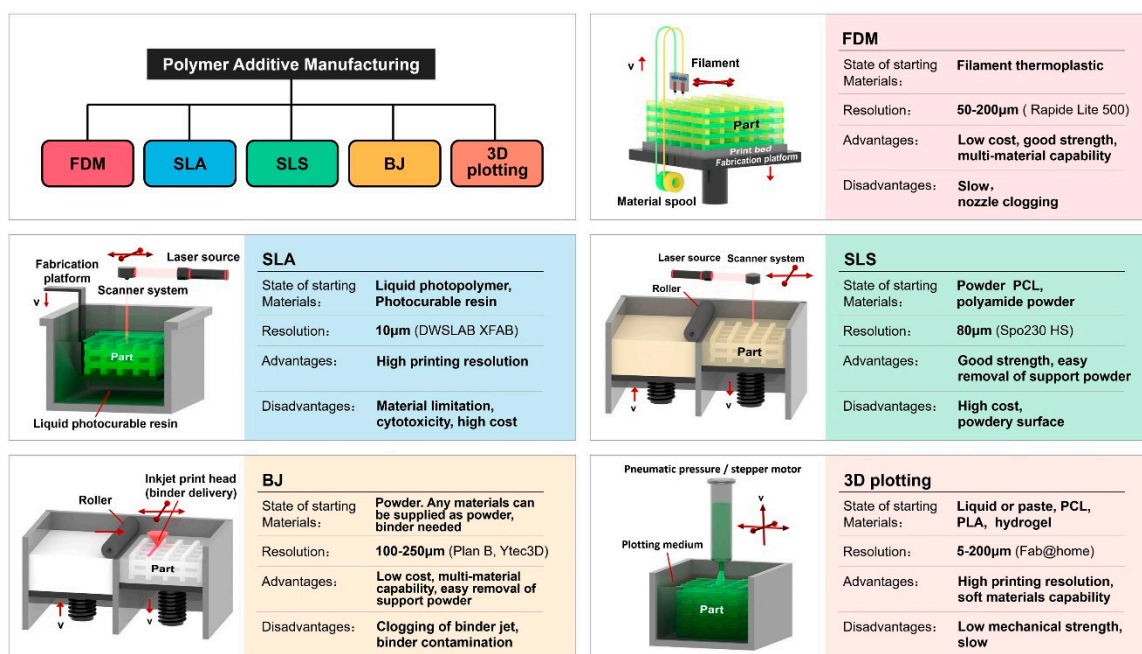 Polymer Additive Manufacturing
FDM
SLA
SLS
BJ
3D
plotting
v
Filament
Part
Print bed
Fabrication platform
Material spool
FDM
State of starting
Materials：
Filament thermoplastic
Resolution：
50-200μm ( Rapide Lite 500)
Advantages：
Low cost, good strength,
multi-material capability
Disadvantages：
Slow，
nozzle clogging
Fabrication
platform
v
Laser source
Scanner system
Part
Liquid photocurable resin
SLA
State of starting
Materials：
Liquid photopolymer,
Photocurable resin
Resolution：
10μm (DWSLAB XFAB)
Advantages：
High printing resolution
Disadvantages：
Material limitation,
cytotoxicity, high cost
Laser source
Scanner system
Roller
Part
v
v
SLS
State of starting
Materials：
Powder PCL,
polyamide powder
Resolution：
80μm (Spo230 HS)
Advantages：
Good strength, easy
removal of support powder
Disadvantages：
High cost,
powdery surface
Inkjet print head
(binder delivery)
Roller
Part
v
v
BJ
State of starting
Materials：
Powder. Any materials can
be supplied as powder,
binder needed
Resolution：
100-250μm (Plan B, Ytec3D)
Advantages：
Low cost, multi-material
capability, easy removal of
support powder
Disadvantages：
Clogging of binder jet,
binder contamination
Pneumatic pressure / stepper motor
v
Plotting medium
Part
3D plotting
State of starting
Materials：
Liquid or paste, PCL,
PLA, hydrogel
Resolution：
5-200μm (Fab@home)
Advantages：
High printing resolution,
soft materials capability
Disadvantages：
Low mechanical strength,
slow